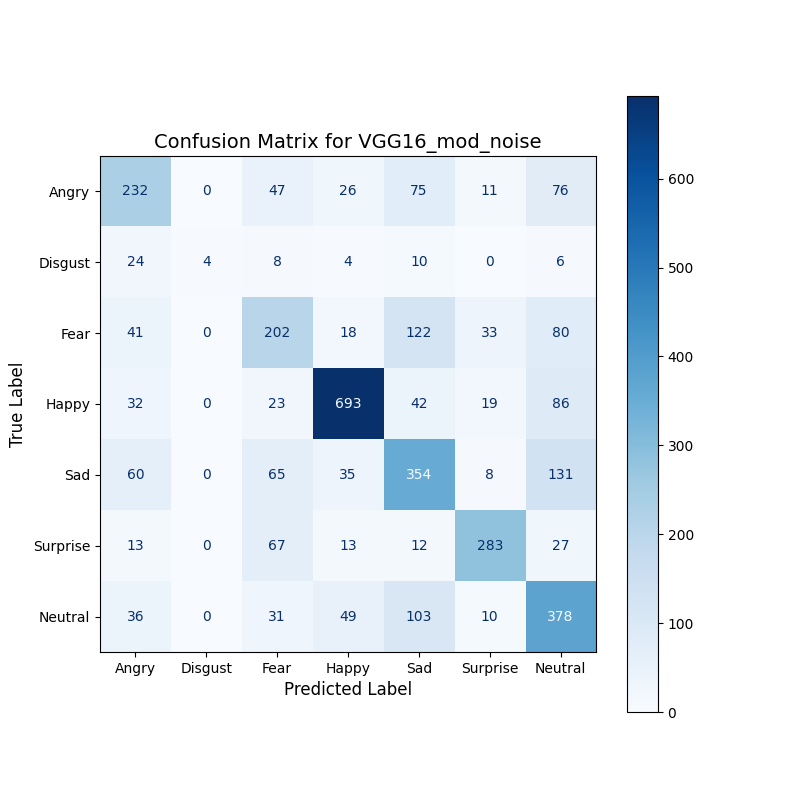 Confusion Matrix for VGG16_mod_noise
True Label
Angry 232 0 47 26 75 11 76
Disgust 24 4 8 4 10 0 6
Fear 41 0 202 18 122 33 80
Happy 32 0 23 693 42 19 86
Sad 60 0 65 35 354 8 131
Surprise 13 0 67 13 12 283 27
Neutral 36 0 31 49 103 10 378
Angry Disgust Fear Happy Sad Surprise Neutral
Predicted Label
600
500
400
300
200
100
0